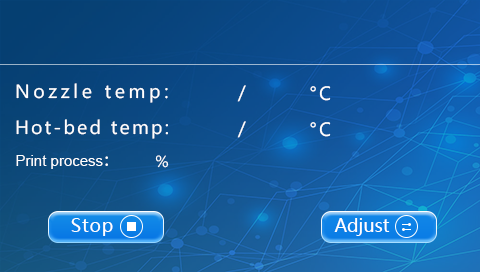 Nozzle temp: / °C
Hot-bed temp: / °C
Print process: %
Stop
Adjust